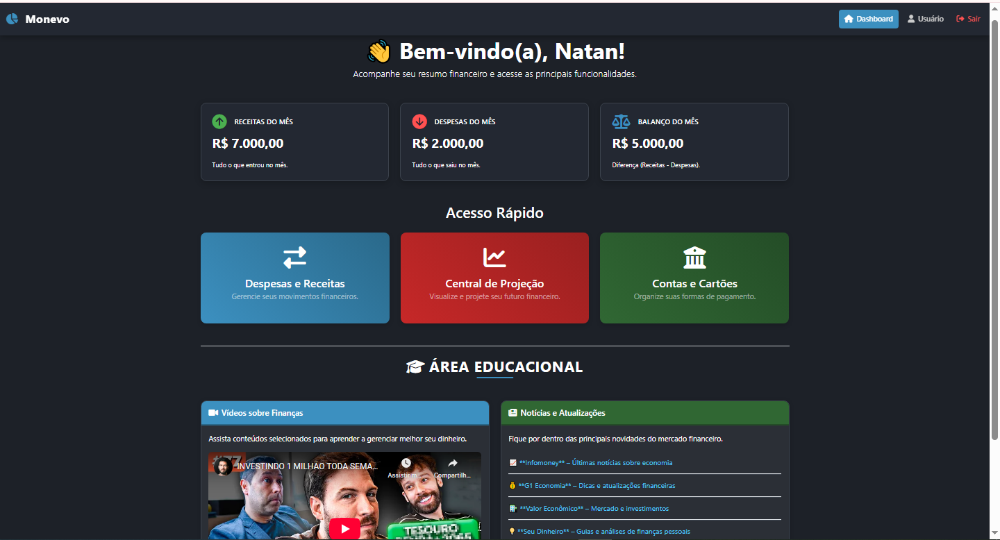 Monevo
Dashboard
Usuário
Sair
Bem-vindo(a), Natan!
Acompanhe seu resumo financeiro e acesse as principais funcionalidades.
RECEITAS DO MÊS
R$ 7.000,00
Tudo o que entrou no mês.
DESPESAS DO MÊS
R$ 2.000,00
Tudo o que saiu no mês.
BALANÇO DO MÊS
R$ 5.000,00
Diferença (Receitas - Despesas).
Acesso Rápido
Despesas e Receitas
Gerencie seus movimentos financeiros.
Central de Projeção
Visualize e projete seu futuro financeiro.
Contas e Cartões
Organize suas formas de pagamento.
ÁREA EDUCACIONAL
Vídeos sobre Finanças
Assista conteúdos selecionados para aprender a gerenciar melhor seu dinheiro.
INVESTINDO 1 MILHÃO TODA SEMA...
Assistir m...
Compartilh...
TESOURO
Notícias e Atualizações
Fique por dentro das principais novidades do mercado financeiro.
📈 **Infomoney** – Últimas notícias sobre economia
💰 **G1 Economia** – Dicas e atualizações financeiras
🏦 **Valor Econômico** – Mercado e investimentos
💡 **Seu Dinheiro** – Guias e análises de finanças pessoais